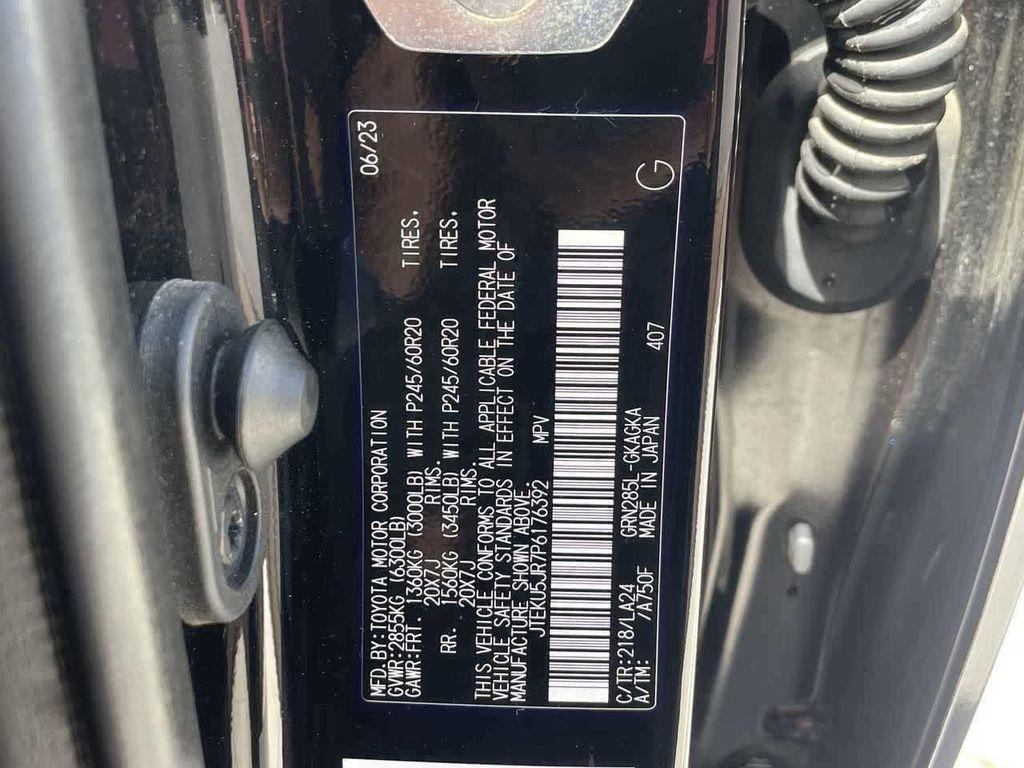 MFD.BY:TOYOTA MOTOR CORPORATION 06/23
GVWR:2855KG (6300LB)
GAWR:FRT. 1360KG (3000LB) WITH P245/60R20 TIRES.
20X7J RIMS.
RR. 1560KG (3450LB) WITH P245/60R20 TIRES.
20X7J RIMS.
THIS VEHICLE CONFORMS TO ALL APPLICABLE FEDERAL MOTOR
VEHICLE SAFETY STANDARDS IN EFFECT ON THE DATE OF
MANUFACTURE SHOWN ABOVE.
JTEKU5JR7P6176392 MPV
C/TR:218/LA24 GRN285L-GKAGKA
A/TM: /A750F MADE IN JAPAN 407 G